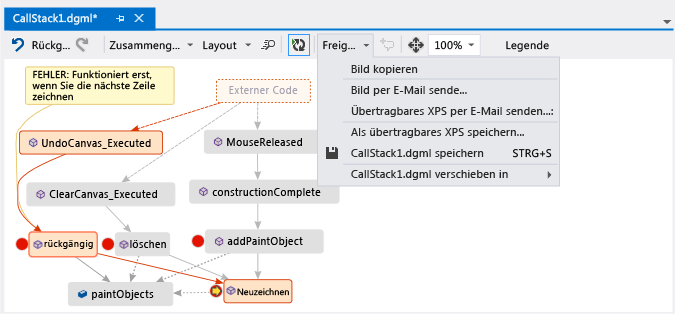 CallStack1.dgml*
Rückg...
Zusammeng...
Layout
Freig...
100%
Legende
FEHLER: Funktioniert erst,
wenn Sie die nächste Zeile
zeichnen
Externer Code
Bild kopieren
Bild per E-Mail sende...
Übertragbares XPS per E-Mail senden...:
Als übertragbares XPS speichern...
CallStack1.dgml speichern STRG+S
CallStack1.dgml verschieben in
UndoCanvas_Executed
MouseReleased
ClearCanvas_Executed
constructionComplete
rückgängig
löschen
addPaintObject
paintObjects
Neuzeichnen